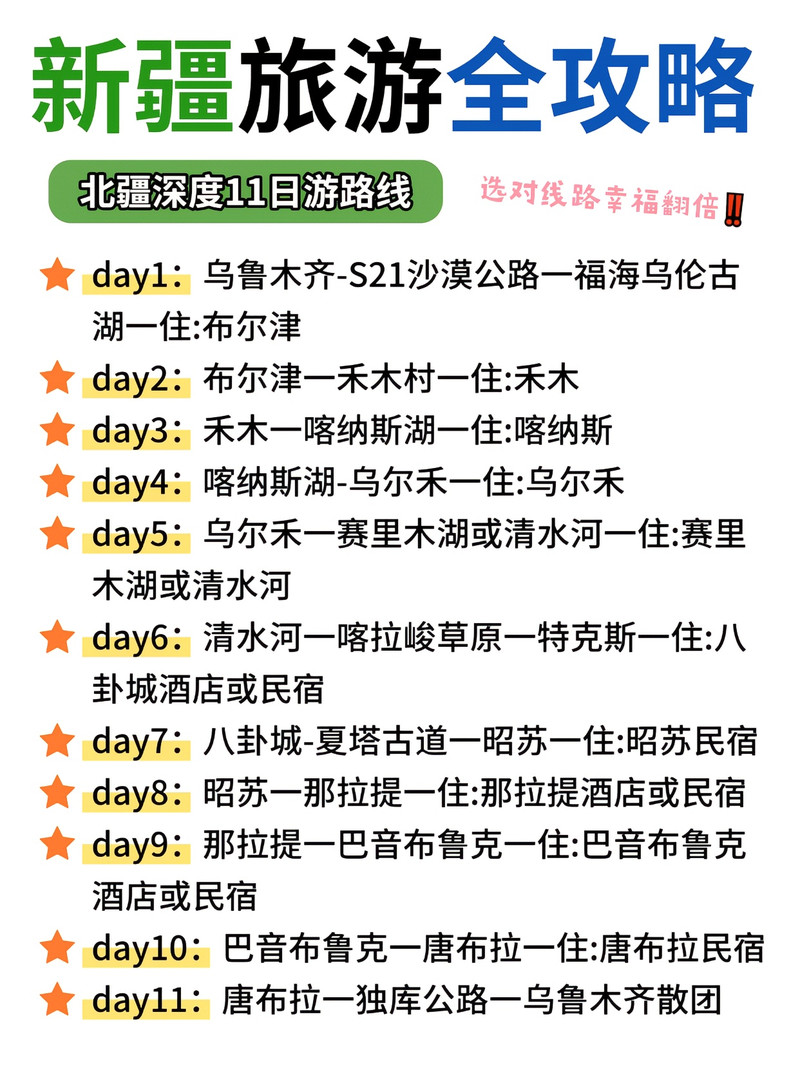 新疆旅游全攻略
北疆深度11日游路线
选对线路幸福翻倍‼
day1：乌鲁木齐-S21沙漠公路一福海乌伦古
湖一住:布尔津
day2：布尔津一禾木村一住:禾木
day3：禾木一喀纳斯湖一住:喀纳斯
day4：喀纳斯湖-乌尔禾一住:乌尔禾
day5：乌尔禾一赛里木湖或清水河一住:赛里
木湖或清水河
day6：清水河一喀拉峻草原一特克斯一住:八
卦城酒店或民宿
day7：八卦城-夏塔古道一昭苏一住:昭苏民宿
day8：昭苏一那拉提一住:那拉提酒店或民宿
day9：那拉提一巴音布鲁克一住:巴音布鲁克
酒店或民宿
day10：巴音布鲁克一唐布拉一住:唐布拉民宿
day11：唐布拉一独库公路一乌鲁木齐散团